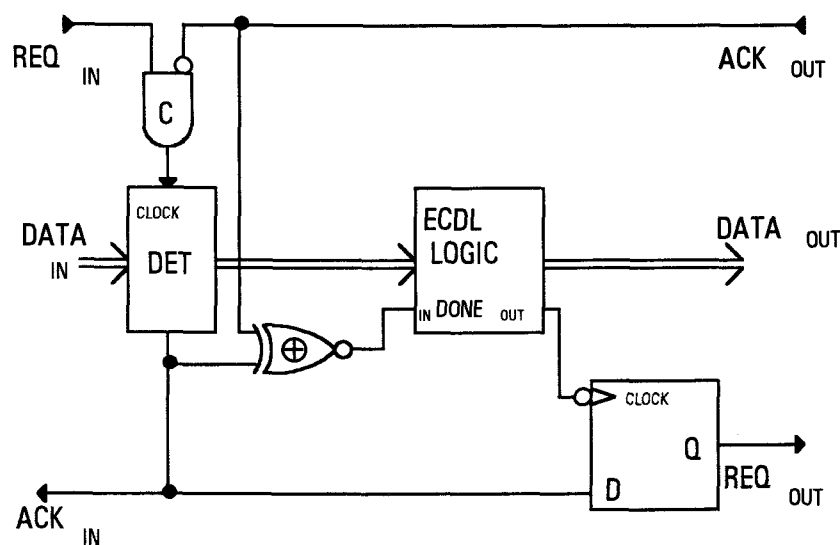 REQ IN
ACK OUT
C
CLOCK
DATA IN
DET
ECDL
LOGIC
IN DONE OUT
DATA OUT
CLOCK
Q
D
REQ OUT
ACK IN